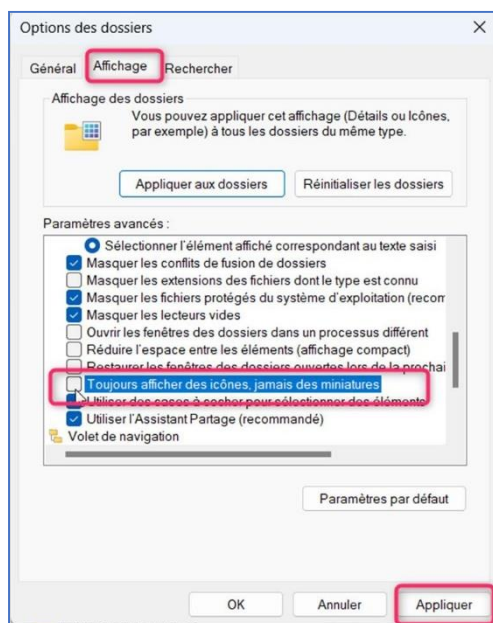 Options des dossiers
Général Affichage Rechercher
Affichage des dossiers
Vous pouvez appliquer cet affichage (Détails ou Icônes,
par exemple) à tous les dossiers du même type.
Appliquer aux dossiers Réinitialiser les dossiers
Paramètres avancés :
Sélectionner l'élément affiché correspondant au texte saisi
Masquer les conflits de fusion de dossiers
Masquer les extensions des fichiers dont le type est connu
Masquer les fichiers protégés du système d'exploitation (recom
Masquer les lecteurs vides
Ouvrir les fenêtres des dossiers dans un processus différent
Réduire l'espace entre les éléments (affichage compact)
Restaurer les fenêtres des dossiers ouvertes lors de la prochai
Toujours afficher des icônes, jamais des miniatures
Utiliser des cases à cocher pour sélectionner des éléments
Utiliser l'Assistant Partage (recommandé)
Volet de navigation
Paramètres par défaut
OK Annuler Appliquer